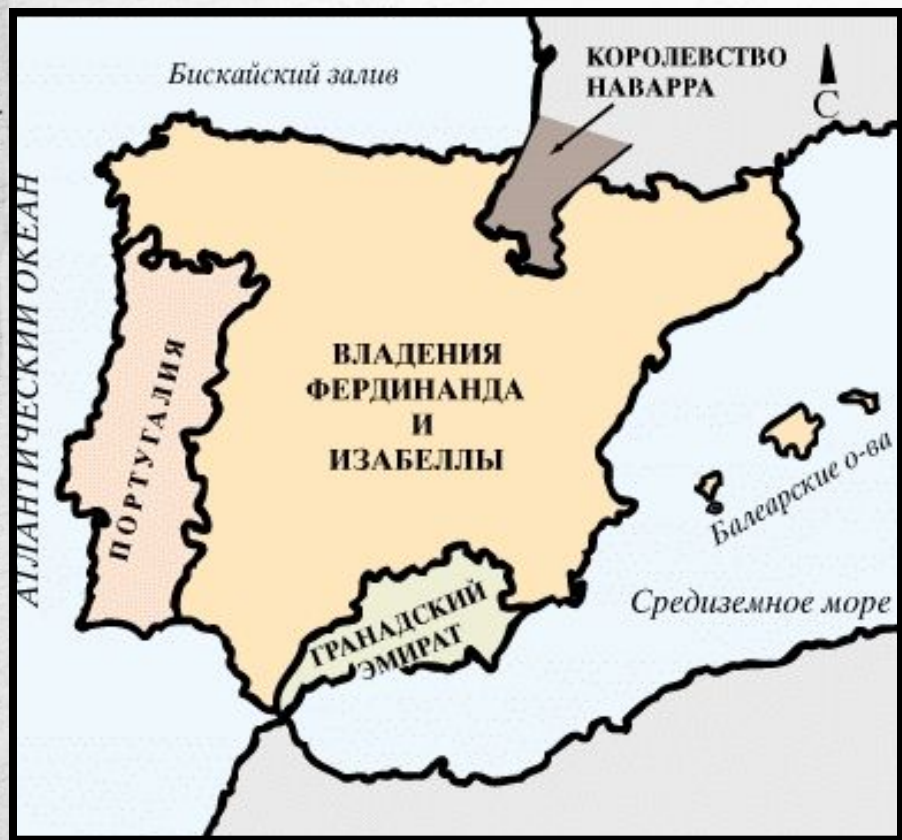 Бискайский залив
КОРОЛЕВСТВО
НАВАРРА
С
АТЛАНТИЧЕСКИЙ ОКЕАН
ВЛАДЕНИЯ
ФЕРДИНАНДА
И
ИЗАБЕЛЛЫ
ПОРТУГАЛИЯ
Балеарские о-ва
Средиземное море
ГРАНАДСКИЙ
ЭМИРАТ